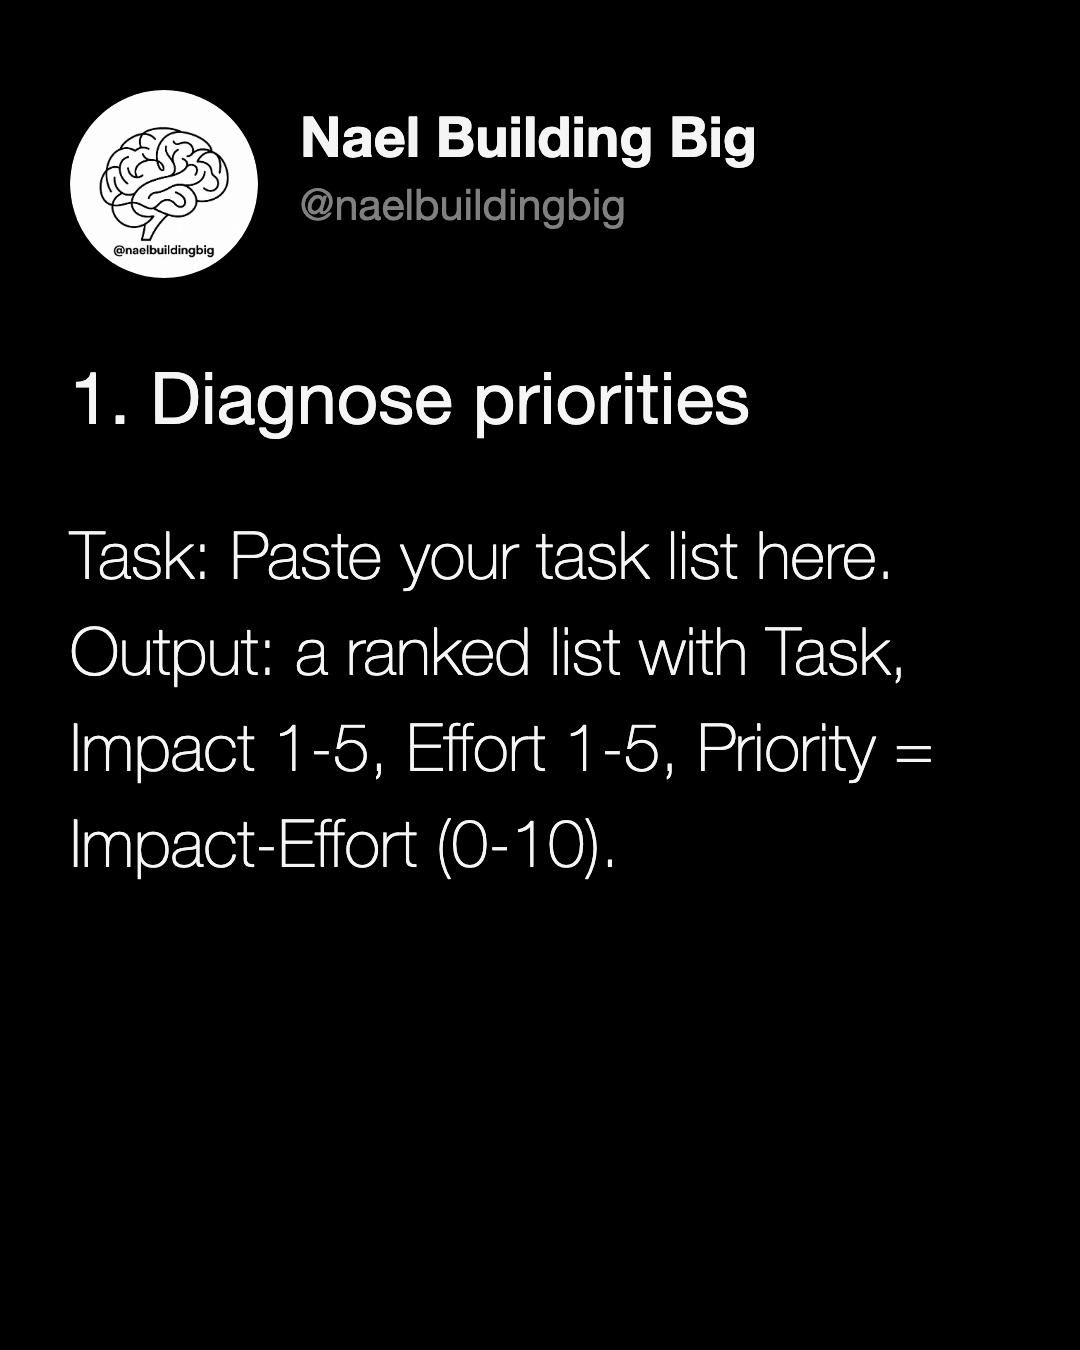 Nael Building Big
@naelbuildingbig
@naelbuildingbig
1. Diagnose priorities
Task: Paste your task list here.
Output: a ranked list with Task,
Impact 1-5, Effort 1-5, Priority =
Impact-Effort (0-10).